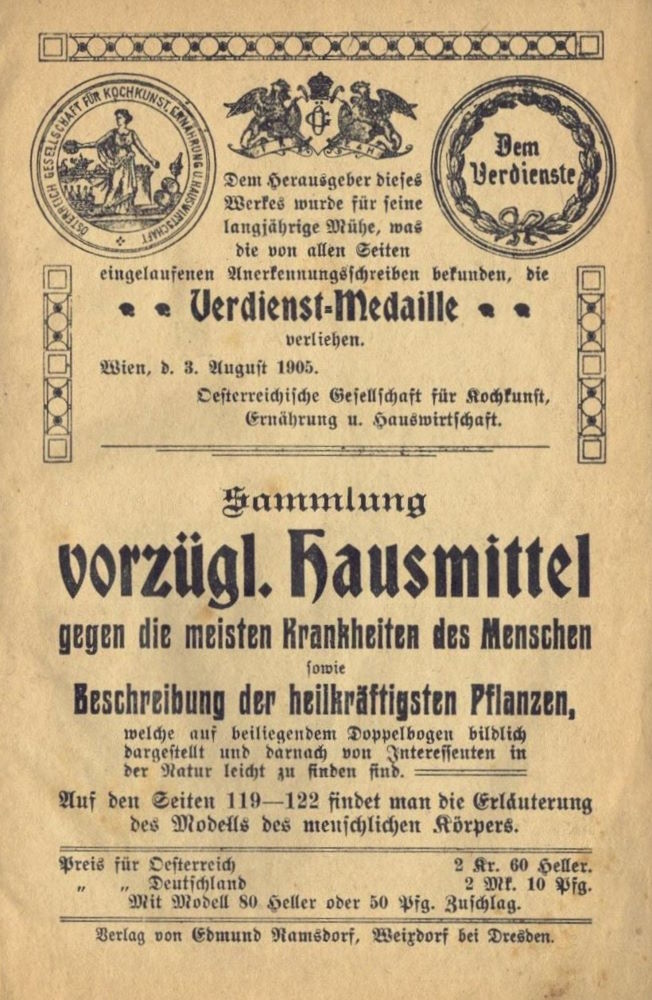 ÖSTERREICH. GESELLSCHAFT FÜR KOCHKUNST, ERNÄHRUNG U. HAUSWIRTSCHAFT
Dem
Verdienste
Dem Herausgeber dieses
Werkes wurde für seine
langjährige Mühe, was
die von allen Seiten
eingelaufenen Anerkennungsschreiben bekunden, die
Verdienst-Medaille
verliehen.
Wien, d. 3. August 1905.
Oesterreichische Gesellschaft für Kochkunst,
Ernährung u. Hauswirtschaft.
Sammlung
vorzügl. Hausmittel
gegen die meisten Krankheiten des Menschen
sowie
Beschreibung der heilkräftigsten Pflanzen,
welche auf beiliegendem Doppelbogen bildlich
dargestellt und darnach von Interessenten in
der Natur leicht zu finden sind.
Auf den Seiten 119—122 findet man die Erläuterung
des Modells des menschlichen Körpers.
Preis für Oesterreich 2 Kr. 60 Heller.
„ „ Deutschland 2 Mk. 10 Pfg.
Mit Modell 80 Heller oder 50 Pfg. Zuschlag.
Verlag von Edmund Ramsdorf, Weixdorf bei Dresden.